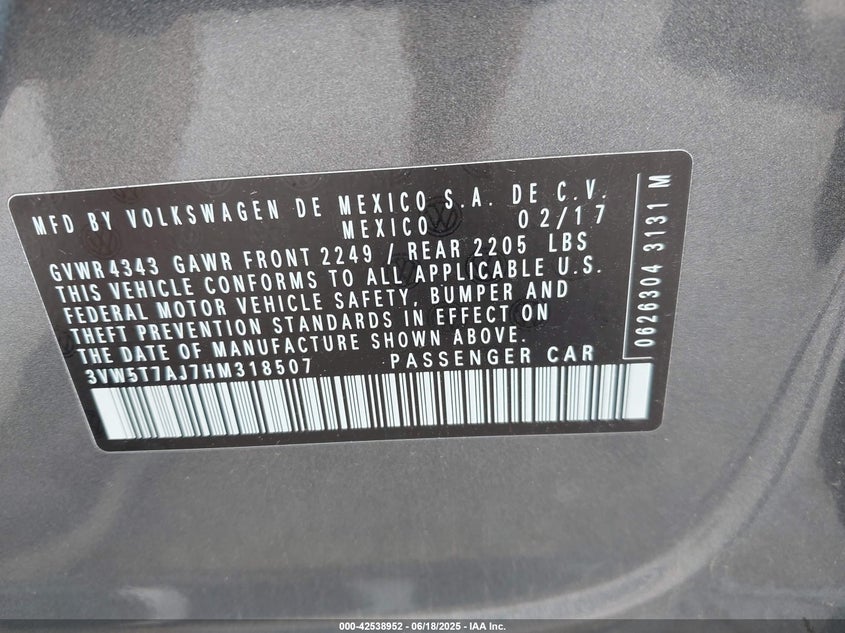 MFD BY VOLKSWAGEN DE MEXICO S.A. DE C.V.
MEXICO 02/17
GVWR 4343 GAWR FRONT 2249 / REAR 2205 LBS
THIS VEHICLE CONFORMS TO ALL APPLICABLE U.S.
FEDERAL MOTOR VEHICLE SAFETY, BUMPER AND
THEFT PREVENTION STANDARDS IN EFFECT ON
THE DATE OF MANUFACTURE SHOWN ABOVE.
3VW5T7AJ7HM318507 PASSENGER CAR
0626304 3131 M
000-42538952 - 06/18/2025 - IAA Inc.